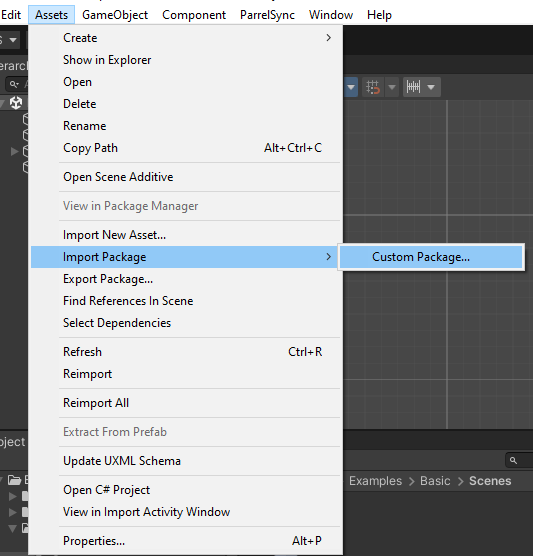 Edit Assets GameObject Component ParrelSync Window Help
Create
Show in Explorer
Open
Delete
Rename
Copy Path Alt+Ctrl+C
Open Scene Additive
View in Package Manager
Import New Asset...
Import Package Custom Package...
Export Package...
Find References In Scene
Select Dependencies
Refresh Ctrl+R
Reimport
Reimport All
Extract From Prefab
Update UXML Schema
Examples Basic Scenes
Open C# Project
View in Import Activity Window
Properties... Alt+P